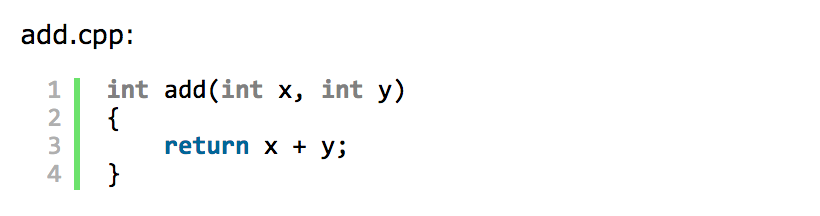 add.cpp:
1 int add(int x, int y)
2 {
3     return x + y;
4 }